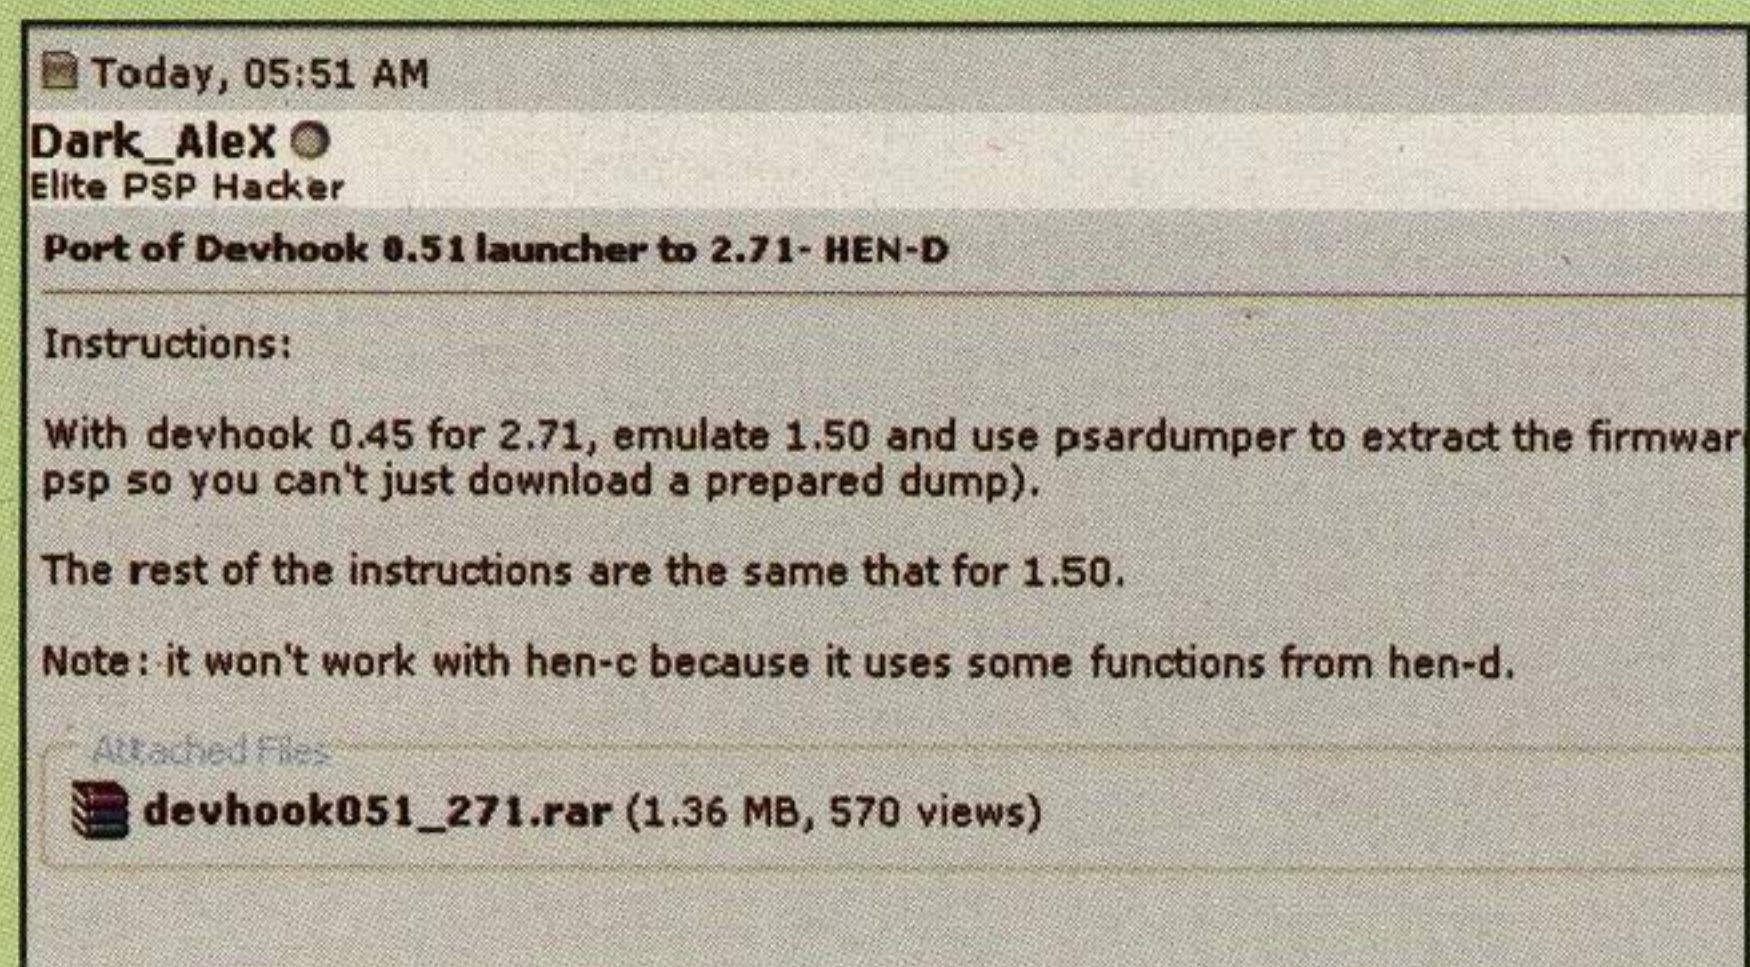 Today, 05:51 AM
Dark_AleX
Elite PSP Hacker
Port of Devhook 0.51 launcher to 2.71- HEN-D
Instructions:
With devhook 0.45 for 2.71, emulate 1.50 and use psardumper to extract the firmwar
psp so you can't just download a prepared dump).
The rest of the instructions are the same that for 1.50.
Note: it won't work with hen-c because it uses some functions from hen-d.
Attached Files
devhook051_271.rar (1.36 MB, 570 views)